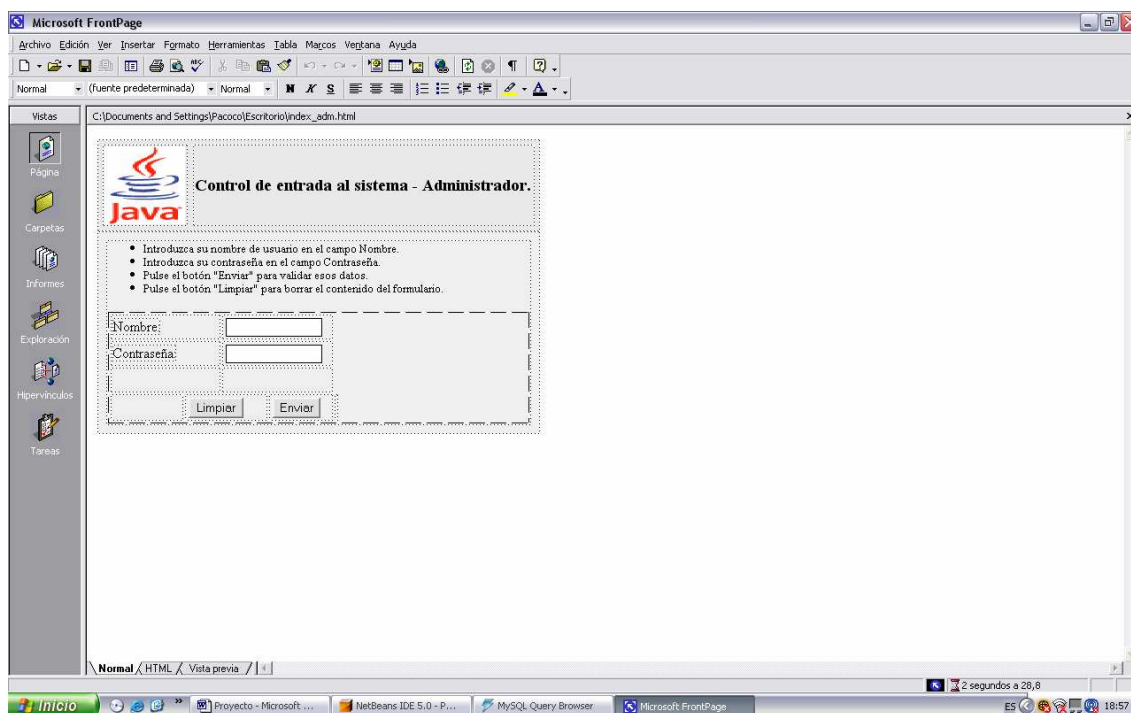 Microsoft FrontPage
Archivo Edición Ver Insertar Formato Herramientas Tabla Marcos Ventana Ayuda
Normal (fuente predeterminada) Normal N K S A
Vistas C:\Documents and Settings\Pacoco\Escritorio\index_adm.html
Página
Carpetas
Informes
Exploración
Hipervínculos
Tareas
Java
Control de entrada al sistema - Administrador.
Introduzca su nombre de usuario en el campo Nombre.
Introduzca su contraseña en el campo Contraseña.
Pulse el botón "Enviar" para validar esos datos.
Pulse el botón "Limpiar" para borrar el contenido del formulario.
Nombre:
Contraseña:
Limpiar Enviar
Normal HTML Vista previa
2 segundos a 28,8
Inicio Proyecto - Microsoft ... NetBeans IDE 5.0 - P... MySQL Query Browser Microsoft FrontPage ES 18:57